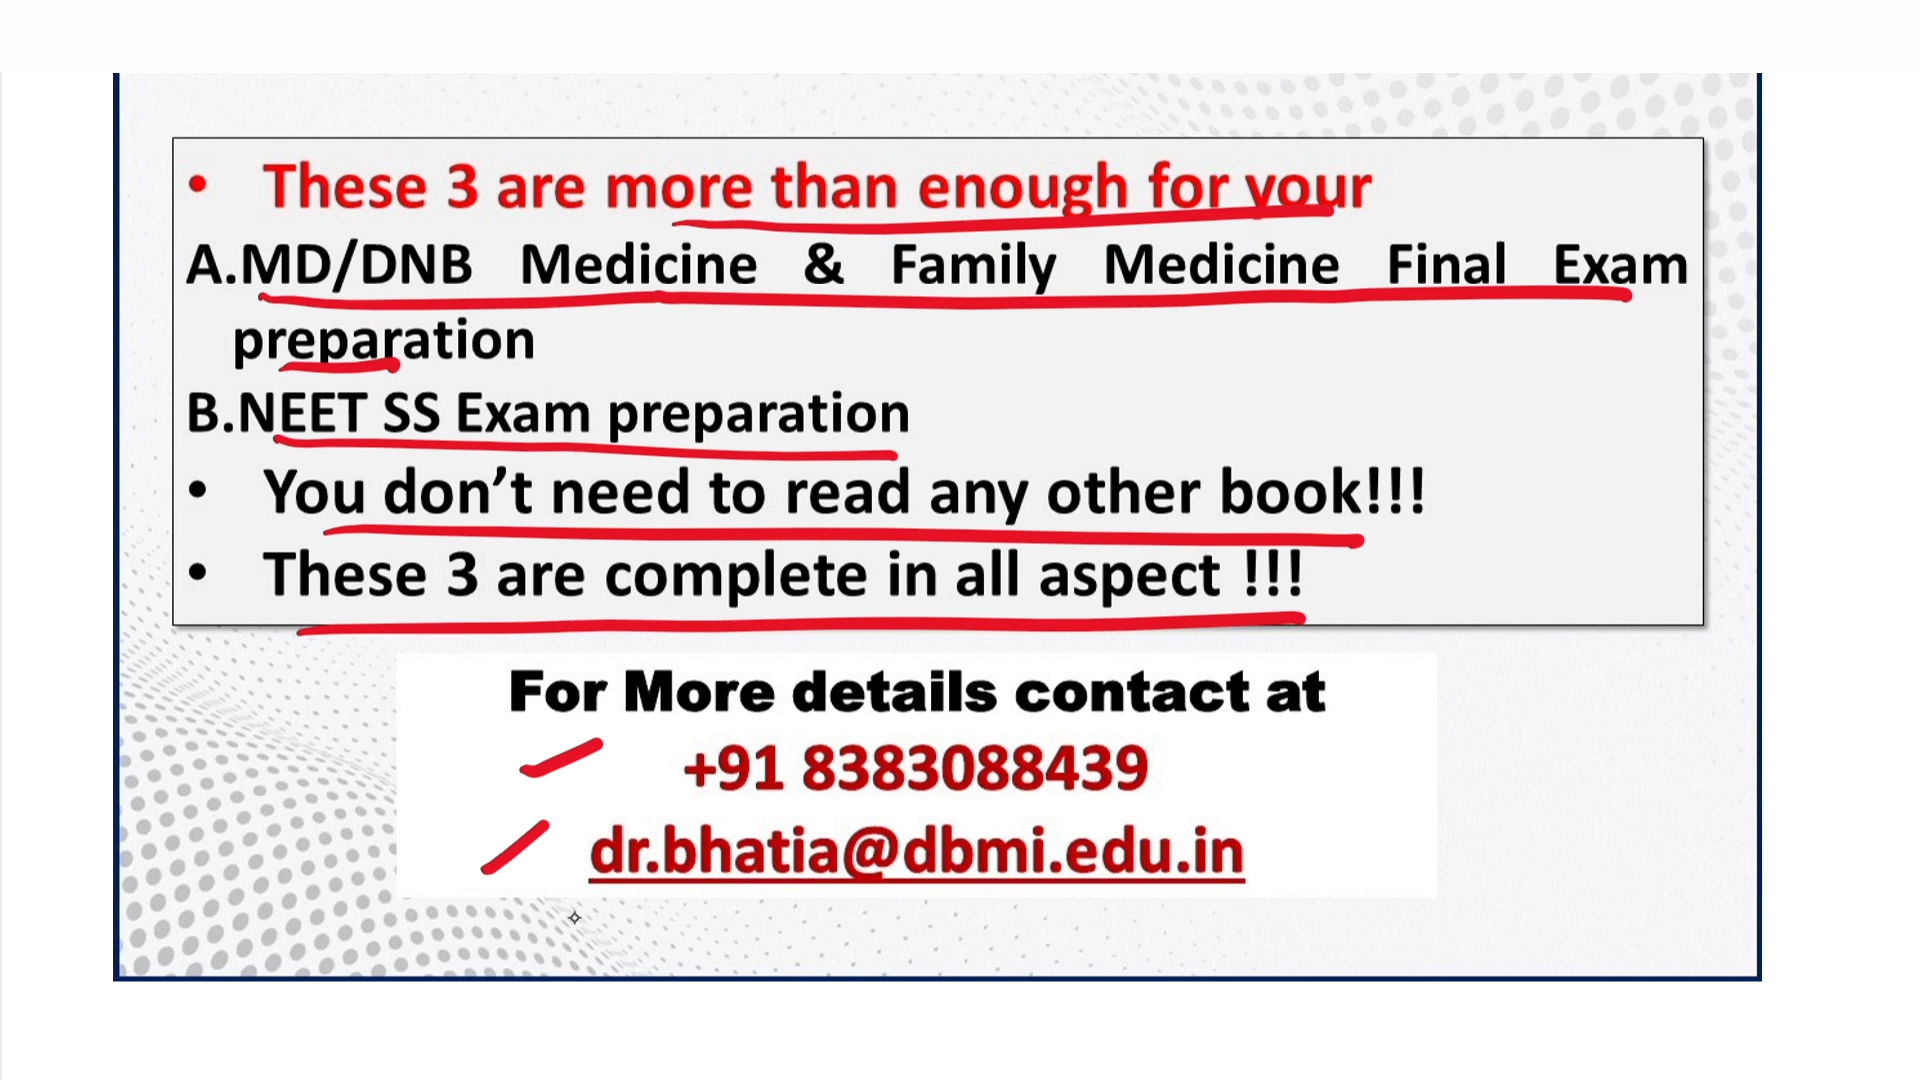 • These 3 are more than enough for your
A.MD/DNB Medicine & Family Medicine Final Exam
preparation
B.NEET SS Exam preparation
• You don’t need to read any other book!!!
• These 3 are complete in all aspect !!!
For More details contact at
+91 8383088439
dr.bhatia@dbmi.edu.in